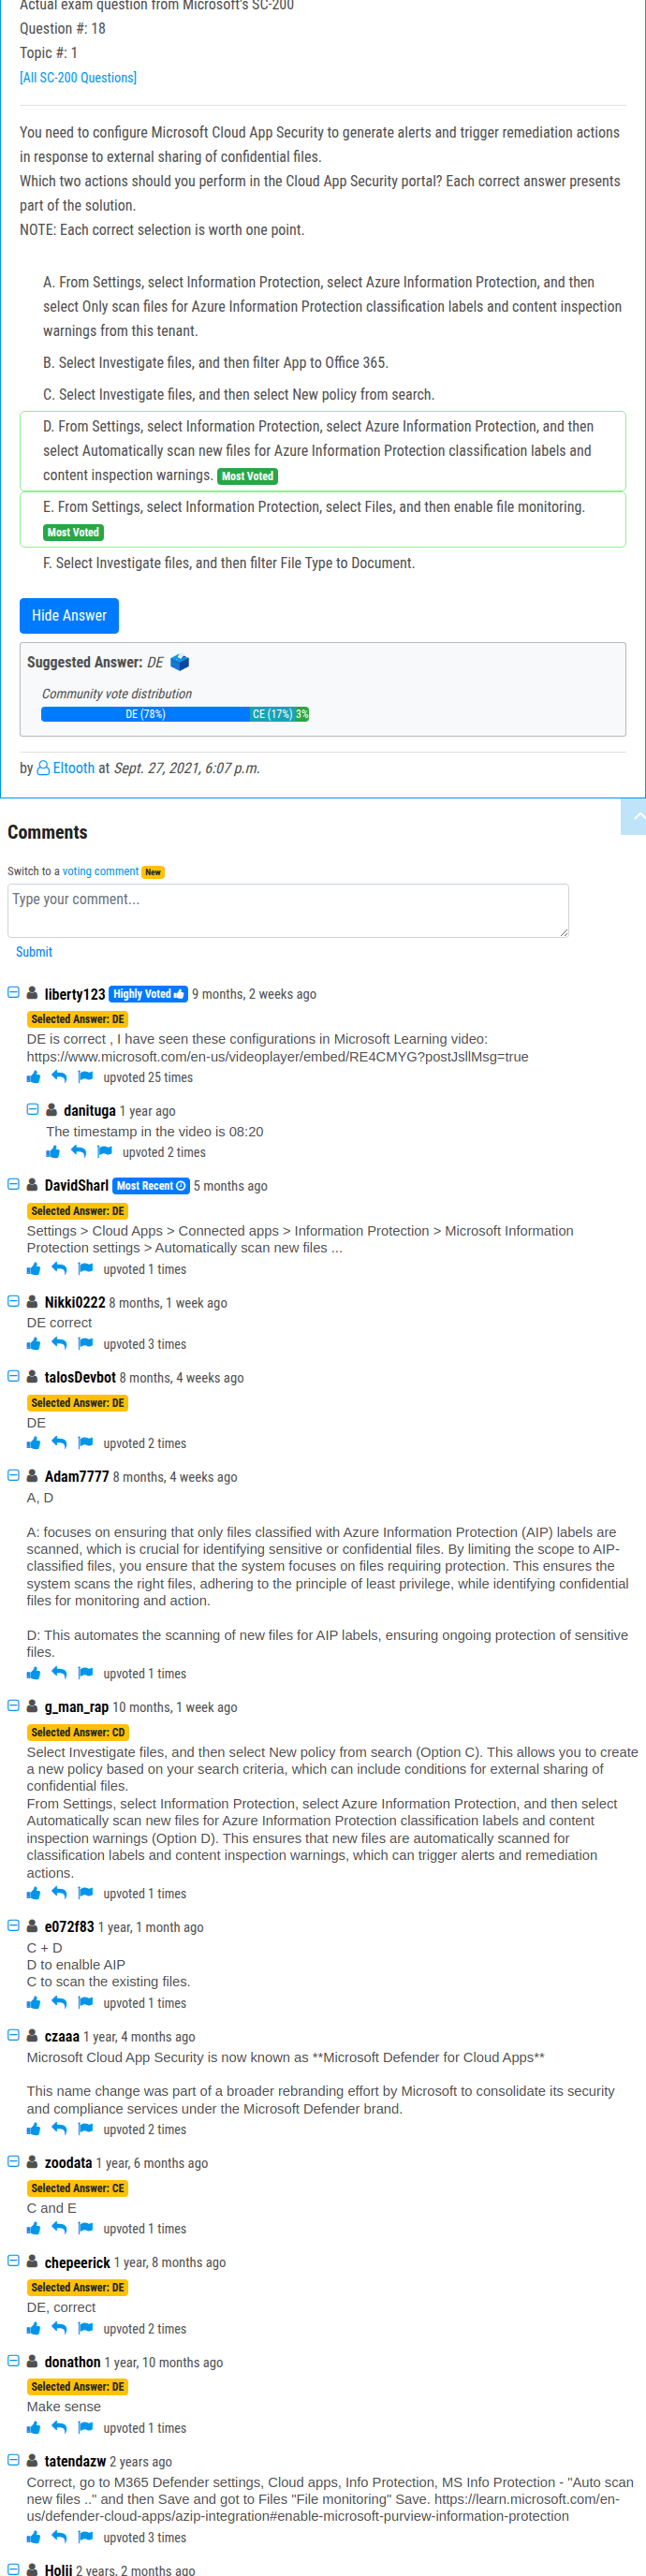 Actual exam question from Microsoft's SC-200
Question #: 18
Topic #: 1
[All SC-200 Questions]
You need to configure Microsoft Cloud App Security to generate alerts and trigger remediation actions
in response to external sharing of confidential files.
Which two actions should you perform in the Cloud App Security portal? Each correct answer presents
part of the solution.
NOTE: Each correct selection is worth one point.
A. From Settings, select Information Protection, select Azure Information Protection, and then
select Only scan files for Azure Information Protection classification labels and content inspection
warnings from this tenant.
B. Select Investigate files, and then filter App to Office 365.
C. Select Investigate files, and then select New policy from search.
D. From Settings, select Information Protection, select Azure Information Protection, and then
select Automatically scan new files for Azure Information Protection classification labels and
content inspection warnings. Most Voted
E. From Settings, select Information Protection, select Files, and then enable file monitoring.
Most Voted
F. Select Investigate files, and then filter File Type to Document.
Hide Answer
Suggested Answer: DE
Community vote distribution
DE (78%) CE (17%) 3%
by Eltooth at Sept. 27, 2021, 6:07 p.m.
Comments
Switch to a voting comment New
Type your comment...
Submit
liberty123 Highly Voted 9 months, 2 weeks ago
Selected Answer: DE
DE is correct , I have seen these configurations in Microsoft Learning video:
https://www.microsoft.com/en-us/videoplayer/embed/RE4CMYG?postJsllMsg=true
upvoted 25 times
danituga 1 year ago
The timestamp in the video is 08:20
upvoted 2 times
DavidSharl Most Recent 5 months ago
Selected Answer: DE
Settings > Cloud Apps > Connected apps > Information Protection > Microsoft Information
Protection settings > Automatically scan new files ...
upvoted 1 times
Nikki0222 8 months, 1 week ago
DE correct
upvoted 3 times
talosDevbot 8 months, 4 weeks ago
Selected Answer: DE
DE
upvoted 2 times
Adam7777 8 months, 4 weeks ago
A, D
A: focuses on ensuring that only files classified with Azure Information Protection (AIP) labels are
scanned, which is crucial for identifying sensitive or confidential files. By limiting the scope to AIP-
classified files, you ensure that the system focuses on files requiring protection. This ensures the
system scans the right files, adhering to the principle of least privilege, while identifying confidential
files for monitoring and action.
D: This automates the scanning of new files for AIP labels, ensuring ongoing protection of sensitive
files.
upvoted 1 times
g_man_rap 10 months, 1 week ago
Selected Answer: CD
Select Investigate files, and then select New policy from search (Option C). This allows you to create
a new policy based on your search criteria, which can include conditions for external sharing of
confidential files.
From Settings, select Information Protection, select Azure Information Protection, and then select
Automatically scan new files for Azure Information Protection classification labels and content
inspection warnings (Option D). This ensures that new files are automatically scanned for
classification labels and content inspection warnings, which can trigger alerts and remediation
actions.
upvoted 1 times
e072f83 1 year, 1 month ago
C + D
D to enalble AIP
C to scan the existing files.
upvoted 1 times
czaaa 1 year, 4 months ago
Microsoft Cloud App Security is now known as **Microsoft Defender for Cloud Apps**
This name change was part of a broader rebranding effort by Microsoft to consolidate its security
and compliance services under the Microsoft Defender brand.
upvoted 2 times
zoodata 1 year, 6 months ago
Selected Answer: CE
C and E
upvoted 1 times
chepeerick 1 year, 8 months ago
Selected Answer: DE
DE, correct
upvoted 2 times
donathon 1 year, 10 months ago
Selected Answer: DE
Make sense
upvoted 1 times
tatendazw 2 years ago
Correct, go to M365 Defender settings, Cloud apps, Info Protection, MS Info Protection - "Auto scan
new files .." and then Save and got to Files "File monitoring" Save. https://learn.microsoft.com/en-
us/defender-cloud-apps/azip-integration#enable-microsoft-purview-information-protection
upvoted 3 times
Holii 2 years, 2 months ago